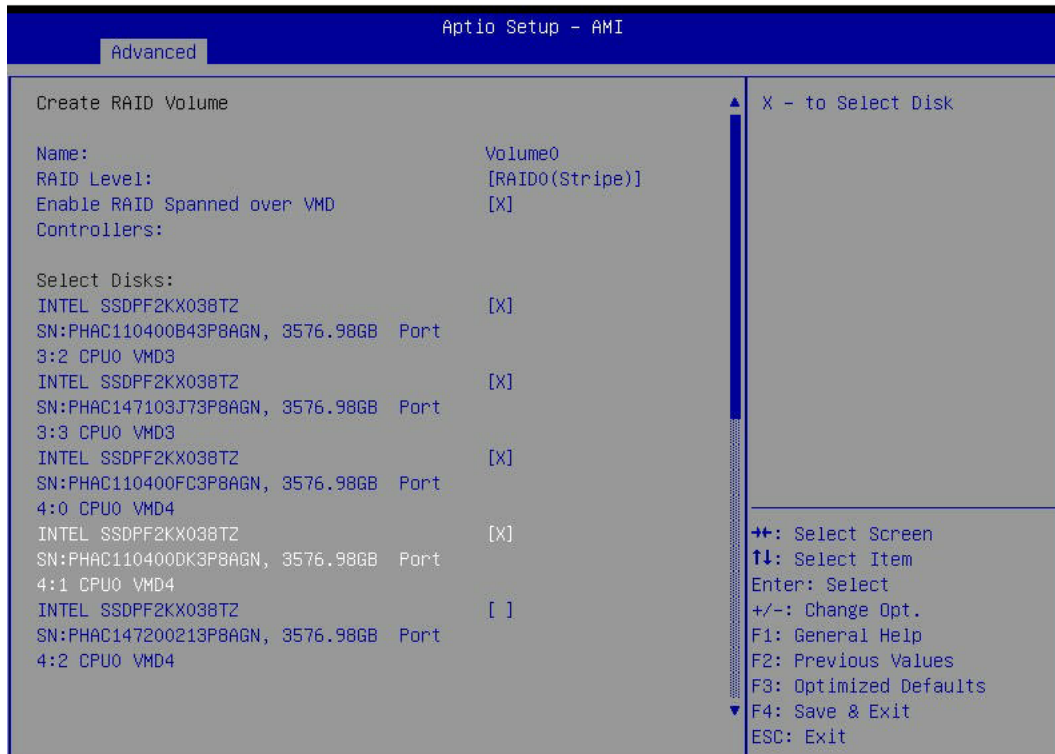 Aptio Setup – AMI
Advanced
Create RAID Volume
Name: Volume0
RAID Level: [RAID0(Stripe)]
Enable RAID Spanned over VMD [X]
Controllers:
Select Disks:
INTEL SSDPF2KX038TZ [X]
SN:PHAC110400B43P8AGN, 3576.98GB Port
3:2 CPU0 VMD3
INTEL SSDPF2KX038TZ [X]
SN:PHAC147103J73P8AGN, 3576.98GB Port
3:3 CPU0 VMD3
INTEL SSDPF2KX038TZ [X]
SN:PHAC110400FC3P8AGN, 3576.98GB Port
4:0 CPU0 VMD4
INTEL SSDPF2KX038TZ [X]
SN:PHAC110400DK3P8AGN, 3576.98GB Port
4:1 CPU0 VMD4
INTEL SSDPF2KX038TZ [ ]
SN:PHAC147200213P8AGN, 3576.98GB Port
4:2 CPU0 VMD4
X – to Select Disk
→←: Select Screen
↑↓: Select Item
Enter: Select
+/-: Change Opt.
F1: General Help
F2: Previous Values
F3: Optimized Defaults
F4: Save & Exit
ESC: Exit